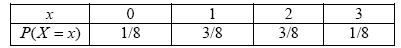 x 0 1 2 3
P(X = x) 1/8 3/8 3/8 1/8